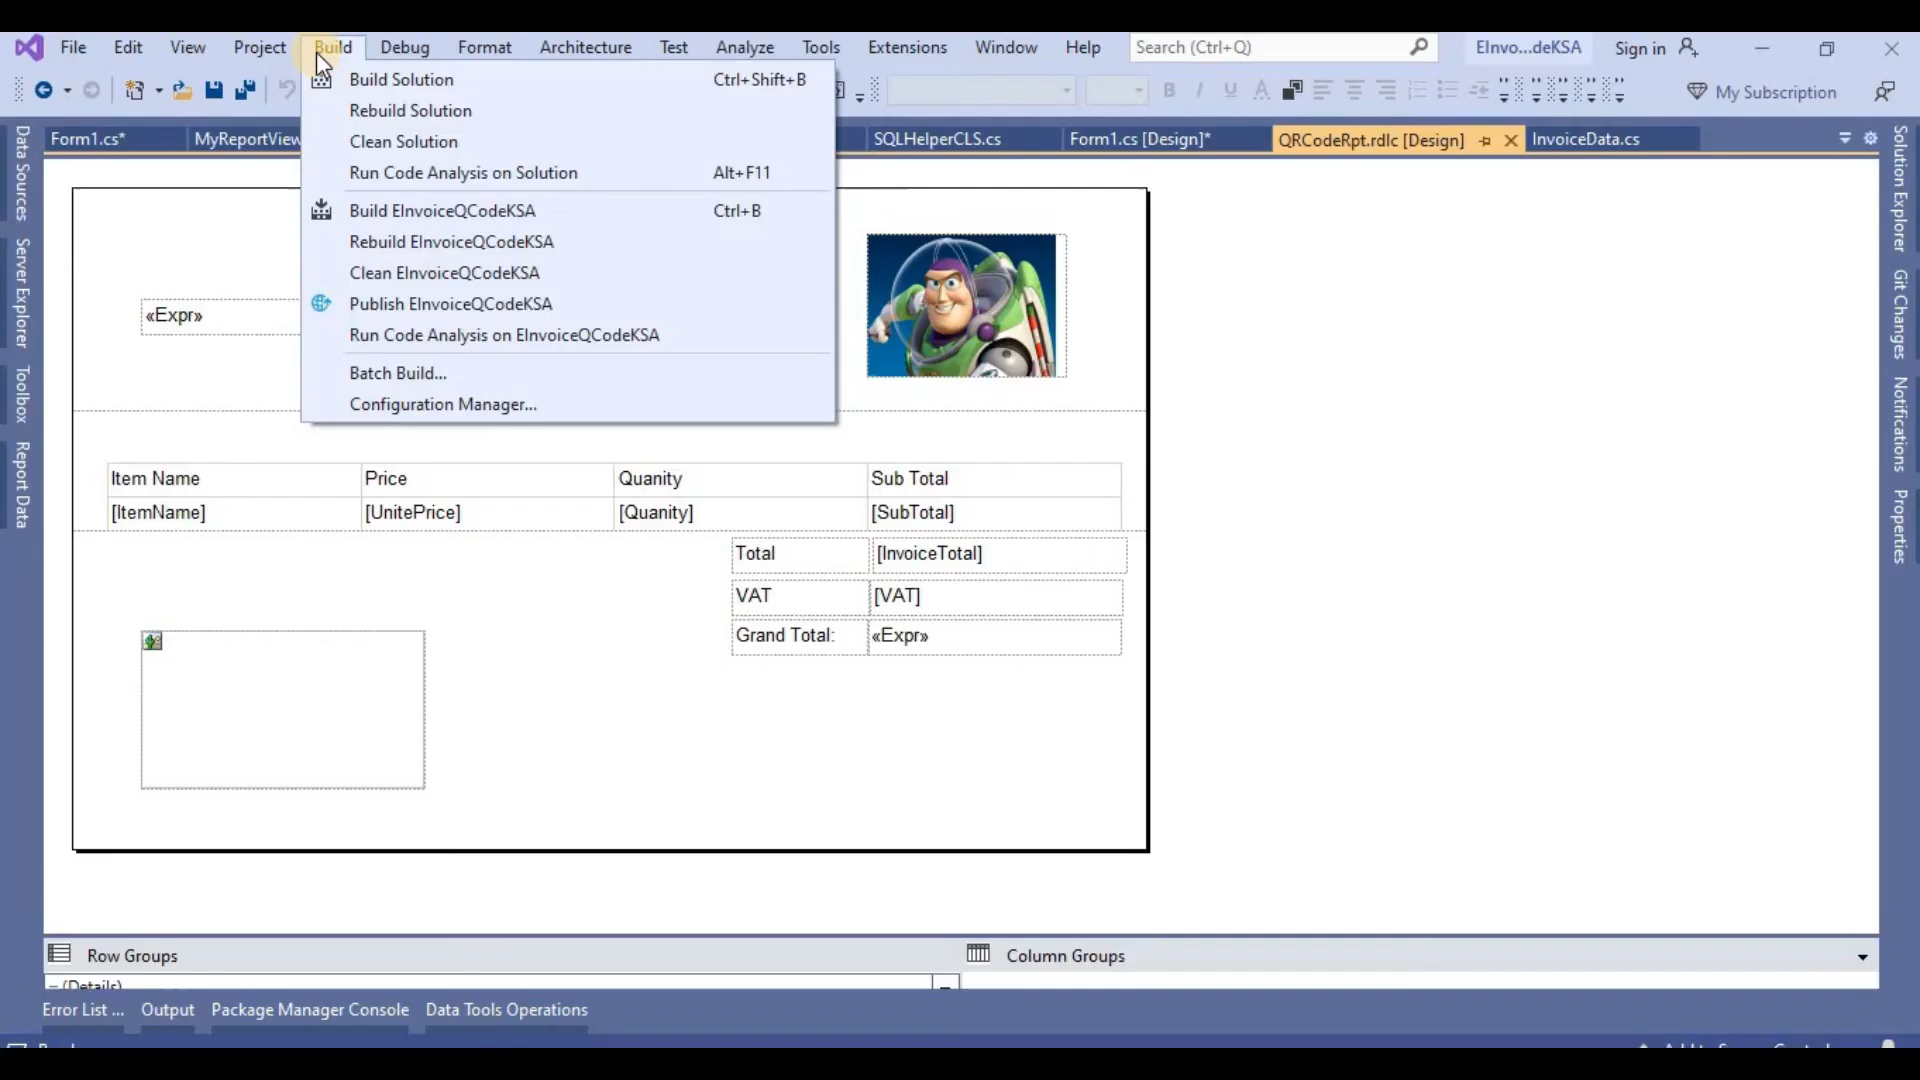 File Edit View Project Build Debug Format Architecture Test Analyze Tools Extensions Window Help Search (Ctrl+Q) EInvo...deKSA Sign in
B I U A My Subscription
Form1.cs* MyReportView SQLHelperCLS.cs Form1.cs [Design]* QRCodeRpt.rdlc [Design] InvoiceData.cs
Build Solution Ctrl+Shift+B
Rebuild Solution
Clean Solution
Run Code Analysis on Solution Alt+F11
Build EInvoiceQCodeKSA Ctrl+B
Rebuild EInvoiceQCodeKSA
Clean EInvoiceQCodeKSA
Publish EInvoiceQCodeKSA
Run Code Analysis on EInvoiceQCodeKSA
Batch Build...
Configuration Manager...
Data Sources
Server Explorer
Toolbox
Report Data
«Expr»
Item Name Price Quanity Sub Total
[ItemName] [UnitePrice] [Quanity] [SubTotal]
Total [InvoiceTotal]
VAT [VAT]
Grand Total: «Expr»
Solution Explorer
Git Changes
Notifications
Properties
Row Groups Column Groups
(Details)
Error List ... Output Package Manager Console Data Tools Operations